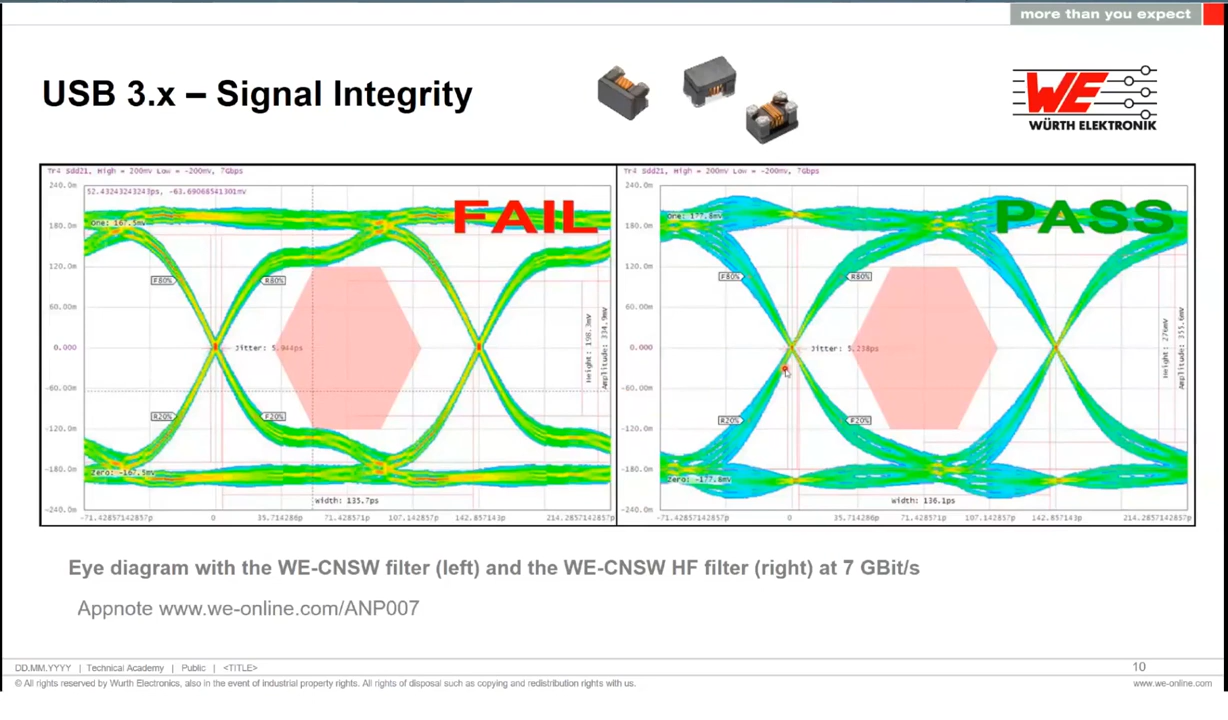 more than you expect
USB 3.x – Signal Integrity
WE
WÜRTH ELEKTRONIK
Tr4 Sdd21, High = 200mV Low = -200mV, 7Gbps
240.0m
52.43243243243ps, -63.69068541301mV
One: 167.5mV
180.0m
120.0m
F80%
R80%
60.00m
0.000
Jitter: 5.944ps
-60.00m
R20%
F20%
-120.0m
-180.0m
Zero: -167.5mV
Width: 135.7ps
-240.0m
-71.42857142857p
0
35.714286p
71.428571p
107.142857p
142.857143p
214.2857142857p
Height: 198.3mV
Amplitude: 334.9mV
FAIL
Tr4 Sdd21, High = 200mV Low = -200mV, 7Gbps
240.0m
One: 177.8mV
180.0m
120.0m
F80%
R80%
60.00m
0.000
Jitter: 5.238ps
-60.00m
R20%
F20%
-120.0m
-180.0m
Zero: -177.8mV
Width: 136.1ps
-240.0m
-71.42857142857p
0
35.714286p
71.428571p
107.142857p
142.857143p
214.2857142857p
Height: 276mV
Amplitude: 355.6mV
PASS
Eye diagram with the WE-CNSW filter (left) and the WE-CNSW HF filter (right) at 7 GBit/s
Appnote www.we-online.com/ANP007
DD.MM.YYYY | Technical Academy | Public | <TITLE>
10
© All rights reserved by Wurth Electronics, also in the event of industrial property rights. All rights of disposal such as copying and redistribution rights with us.
www.we-online.com